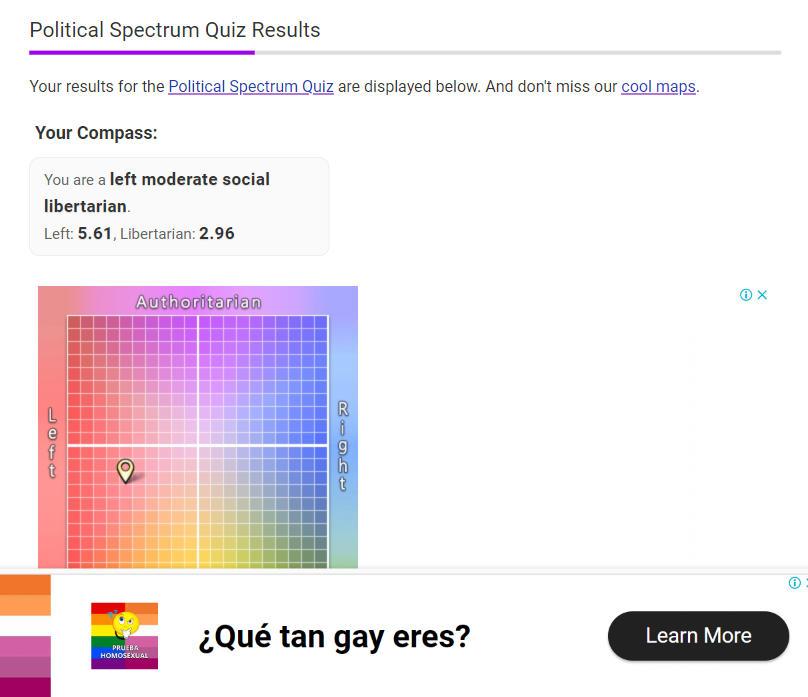 Political Spectrum Quiz Results
Your results for the Political Spectrum Quiz are displayed below. And don't miss our cool maps.
Your Compass:
You are a left moderate social
libertarian.
Left: 5.61, Libertarian: 2.96
Authoritarian
Left
Right
PRUEBA
HOMOSEXUAL
¿Qué tan gay eres?
Learn More